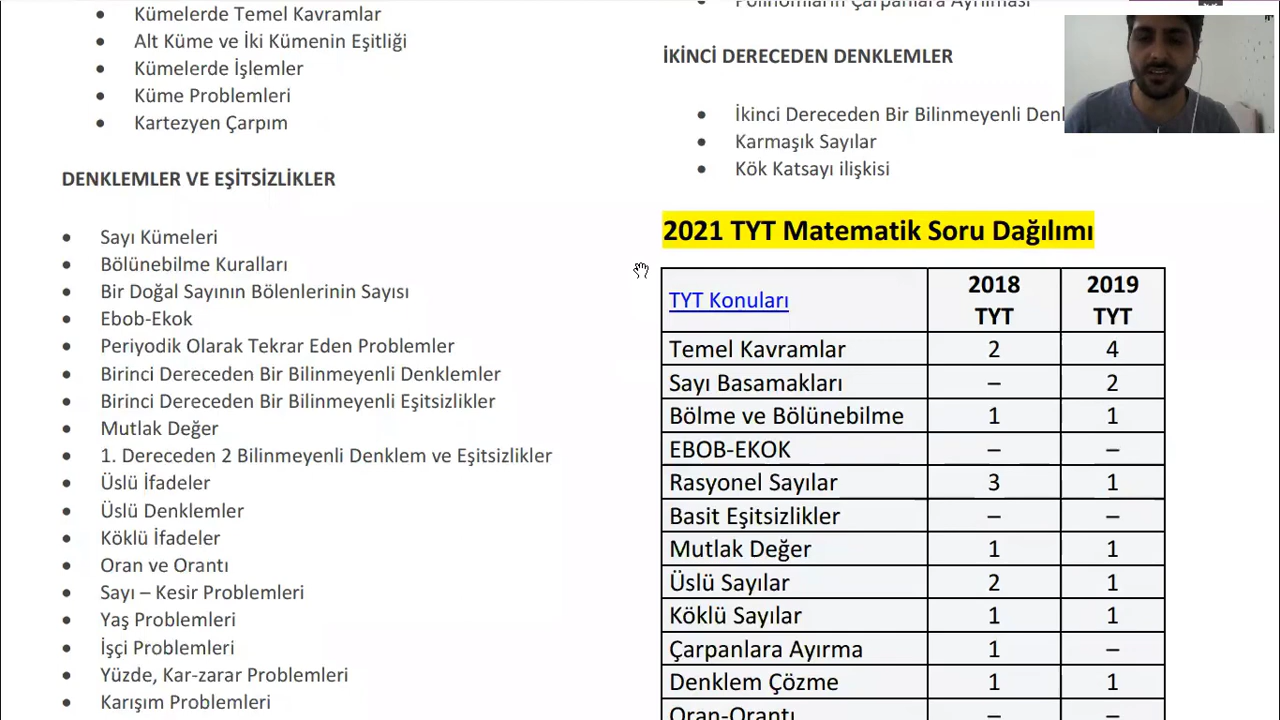 Kümelerde Temel Kavramlar
Alt Küme ve İki Kümenin Eşitliği
Kümelerde İşlemler
Küme Problemleri
Kartezyen Çarpım
DENKLEMLER VE EŞİTSİZLİKLER
Sayı Kümeleri
Bölünebilme Kuralları
Bir Doğal Sayının Bölenlerinin Sayısı
Ebob-Ekok
Periyodik Olarak Tekrar Eden Problemler
Birinci Dereceden Bir Bilinmeyenli Denklemler
Birinci Dereceden Bir Bilinmeyenli Eşitsizlikler
Mutlak Değer
1. Dereceden 2 Bilinmeyenli Denklem ve Eşitsizlikler
Üslü İfadeler
Üslü Denklemler
Köklü İfadeler
Oran ve Orantı
Sayı – Kesir Problemleri
Yaş Problemleri
İşçi Problemleri
Yüzde, Kar-zarar Problemleri
Karışım Problemleri
Polinomların Çarpanlara Ayrılması
İKİNCİ DERECEDEN DENKLEMLER
İkinci Dereceden Bir Bilinmeyenli Denk
Karmaşık Sayılar
Kök Katsayı ilişkisi
2021 TYT Matematik Soru Dağılımı
TYT Konuları 2018 TYT 2019 TYT
Temel Kavramlar 2 4
Sayı Basamakları – 2
Bölme ve Bölünebilme 1 1
EBOB-EKOK – –
Rasyonel Sayılar 3 1
Basit Eşitsizlikler – –
Mutlak Değer 1 1
Üslü Sayılar 2 1
Köklü Sayılar 1 1
Çarpanlara Ayırma 1 –
Denklem Çözme 1 1
Oran-Orantı – –